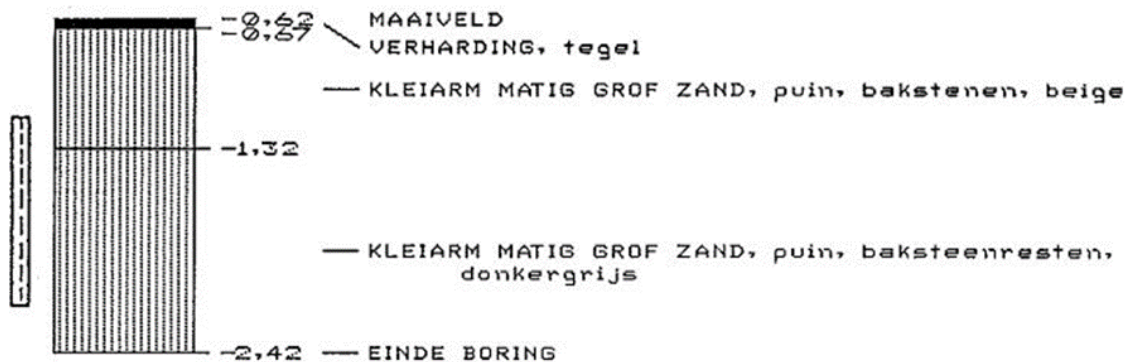 -0,62 MAAIVELD
-0,67 VERHARDING, tegel
KLEIARM MATIG GROF ZAND, puin, bakstenen, beige
-1,32
KLEIARM MATIG GROF ZAND, puin, baksteenresten,
donkergrijs
-2,42 EINDE BORING